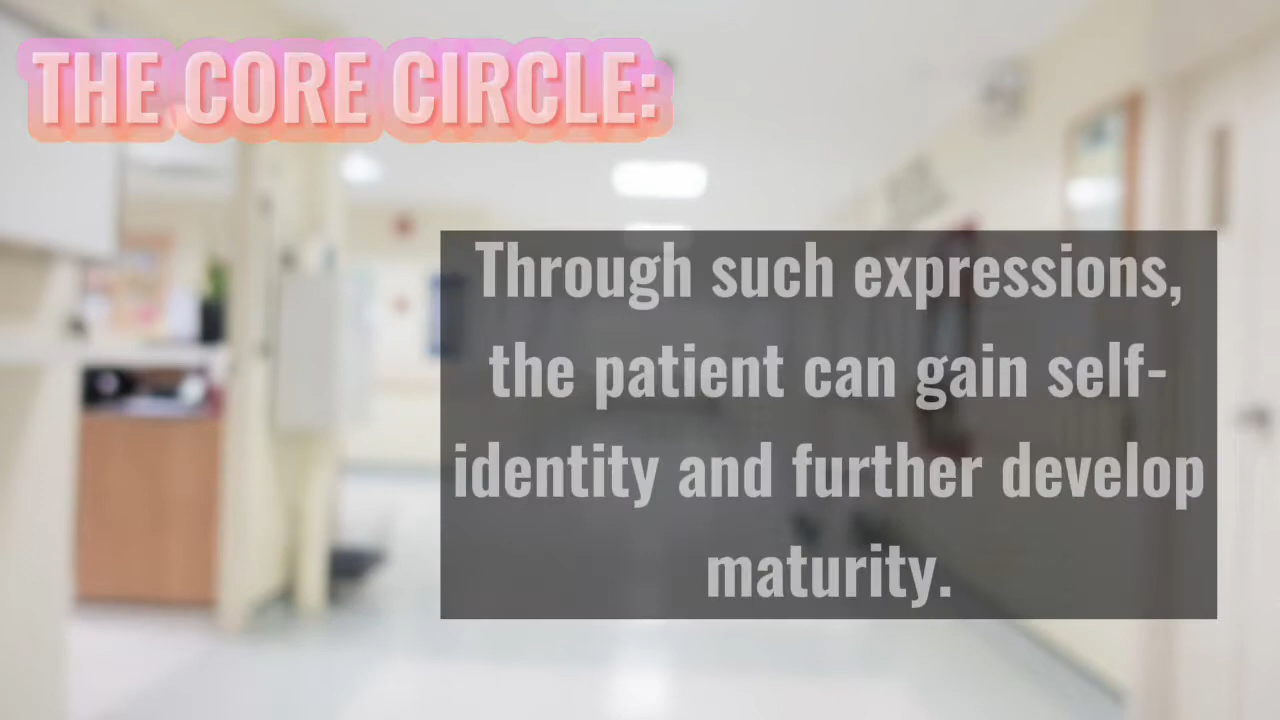 THE CORE CIRCLE:
Through such expressions,
the patient can gain self-
identity and further develop
maturity.